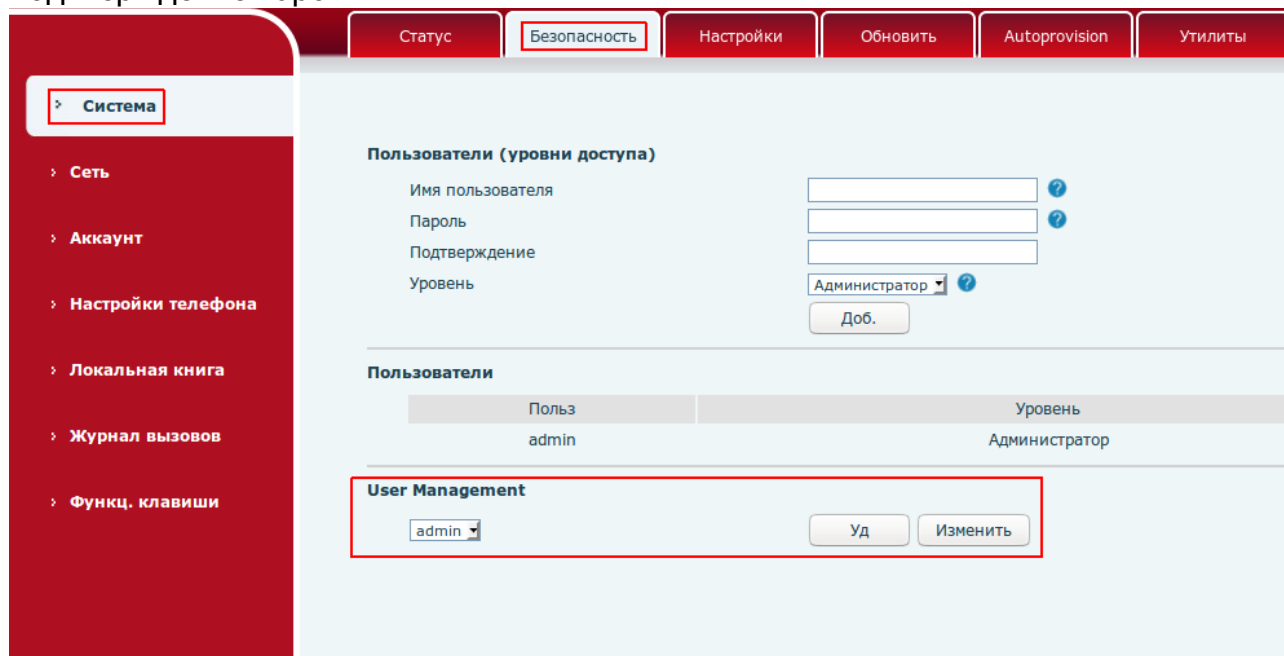 Статус Безопасность Настройки Обновить Autoprovision Утилиты
Система
Сеть
Аккаунт
Настройки телефона
Локальная книга
Журнал вызовов
Функц. клавиши
Пользователи (уровни доступа)
Имя пользователя
Пароль
Подтверждение
Уровень Администратор
Доб.
Пользователи
Польз Уровень
admin Администратор
User Management
admin Уд Изменить